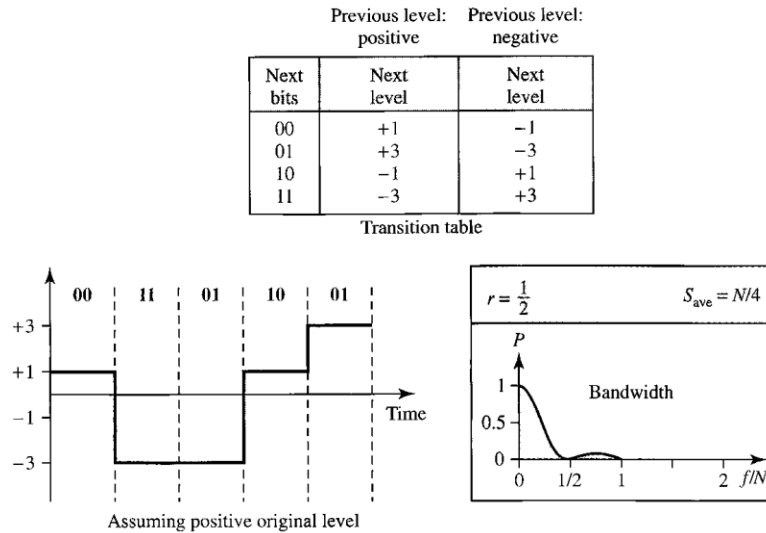 Previous level: positive
Previous level: negative
Next bits
Next level
Next level
00 +1 −1
01 +3 −3
10 −1 +1
11 −3 +3
Transition table
00 11 01 10 01
+3
+1
−1
−3
Time
Assuming positive original level
r = 1/2
S_ave = N/4
P
1
0.5
0
Bandwidth
0 1/2 1 2 f/N